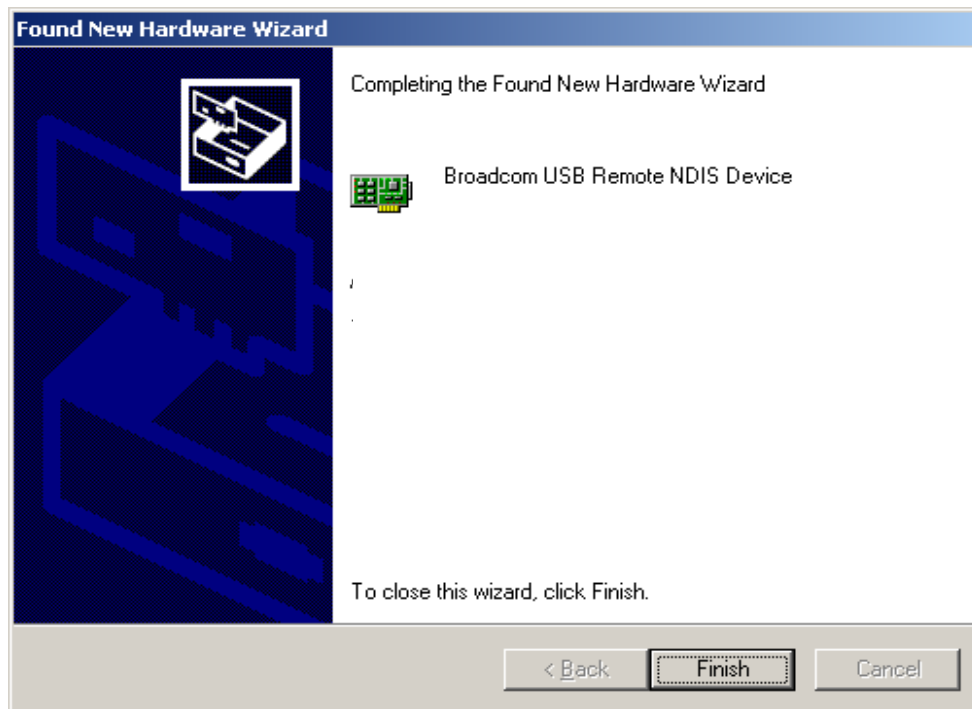 Found New Hardware Wizard
Completing the Found New Hardware Wizard
Broadcom USB Remote NDIS Device
To close this wizard, click Finish.
< Back Finish Cancel